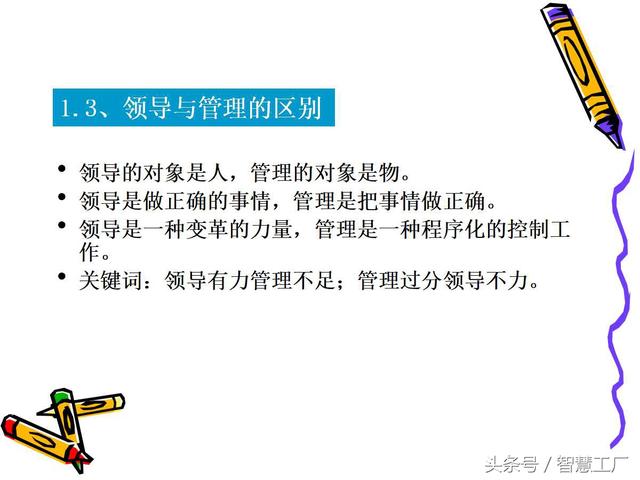 1.3、领导与管理的区别
• 领导的对象是人，管理的对象是物。
• 领导是做正确的事情，管理是把事情做正确。
• 领导是一种变革的力量，管理是一种程序化的控制工
作。
• 关键词：领导有力管理不足；管理过分领导不力。
头条号 / 智慧工厂